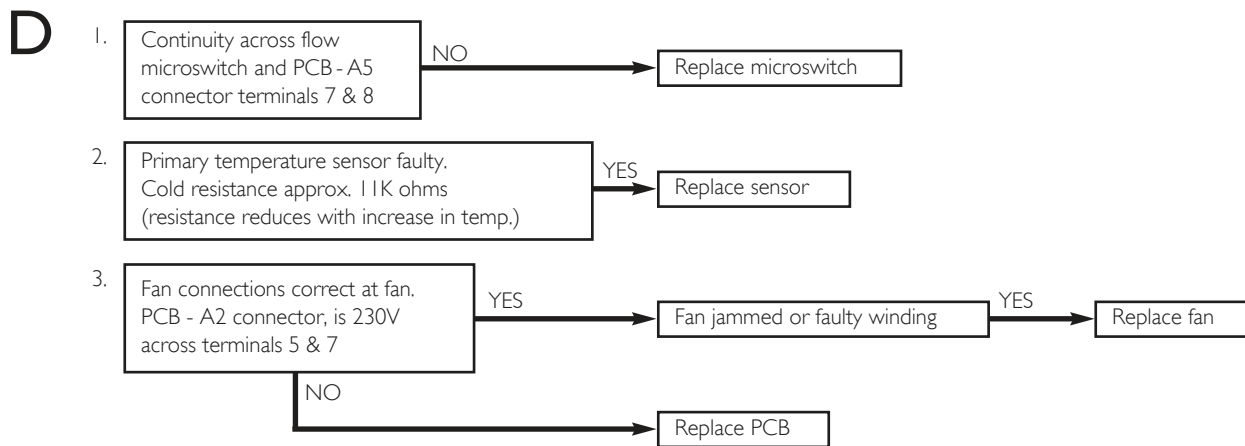 D
1.
Continuity across flow
microswitch and PCB - A5
connector terminals 7 & 8
NO
Replace microswitch
2.
Primary temperature sensor faulty.
Cold resistance approx. 11K ohms
(resistance reduces with increase in temp.)
YES
Replace sensor
3.
Fan connections correct at fan.
PCB - A2 connector, is 230V
across terminals 5 & 7
YES
Fan jammed or faulty winding
YES
Replace fan
NO
Replace PCB